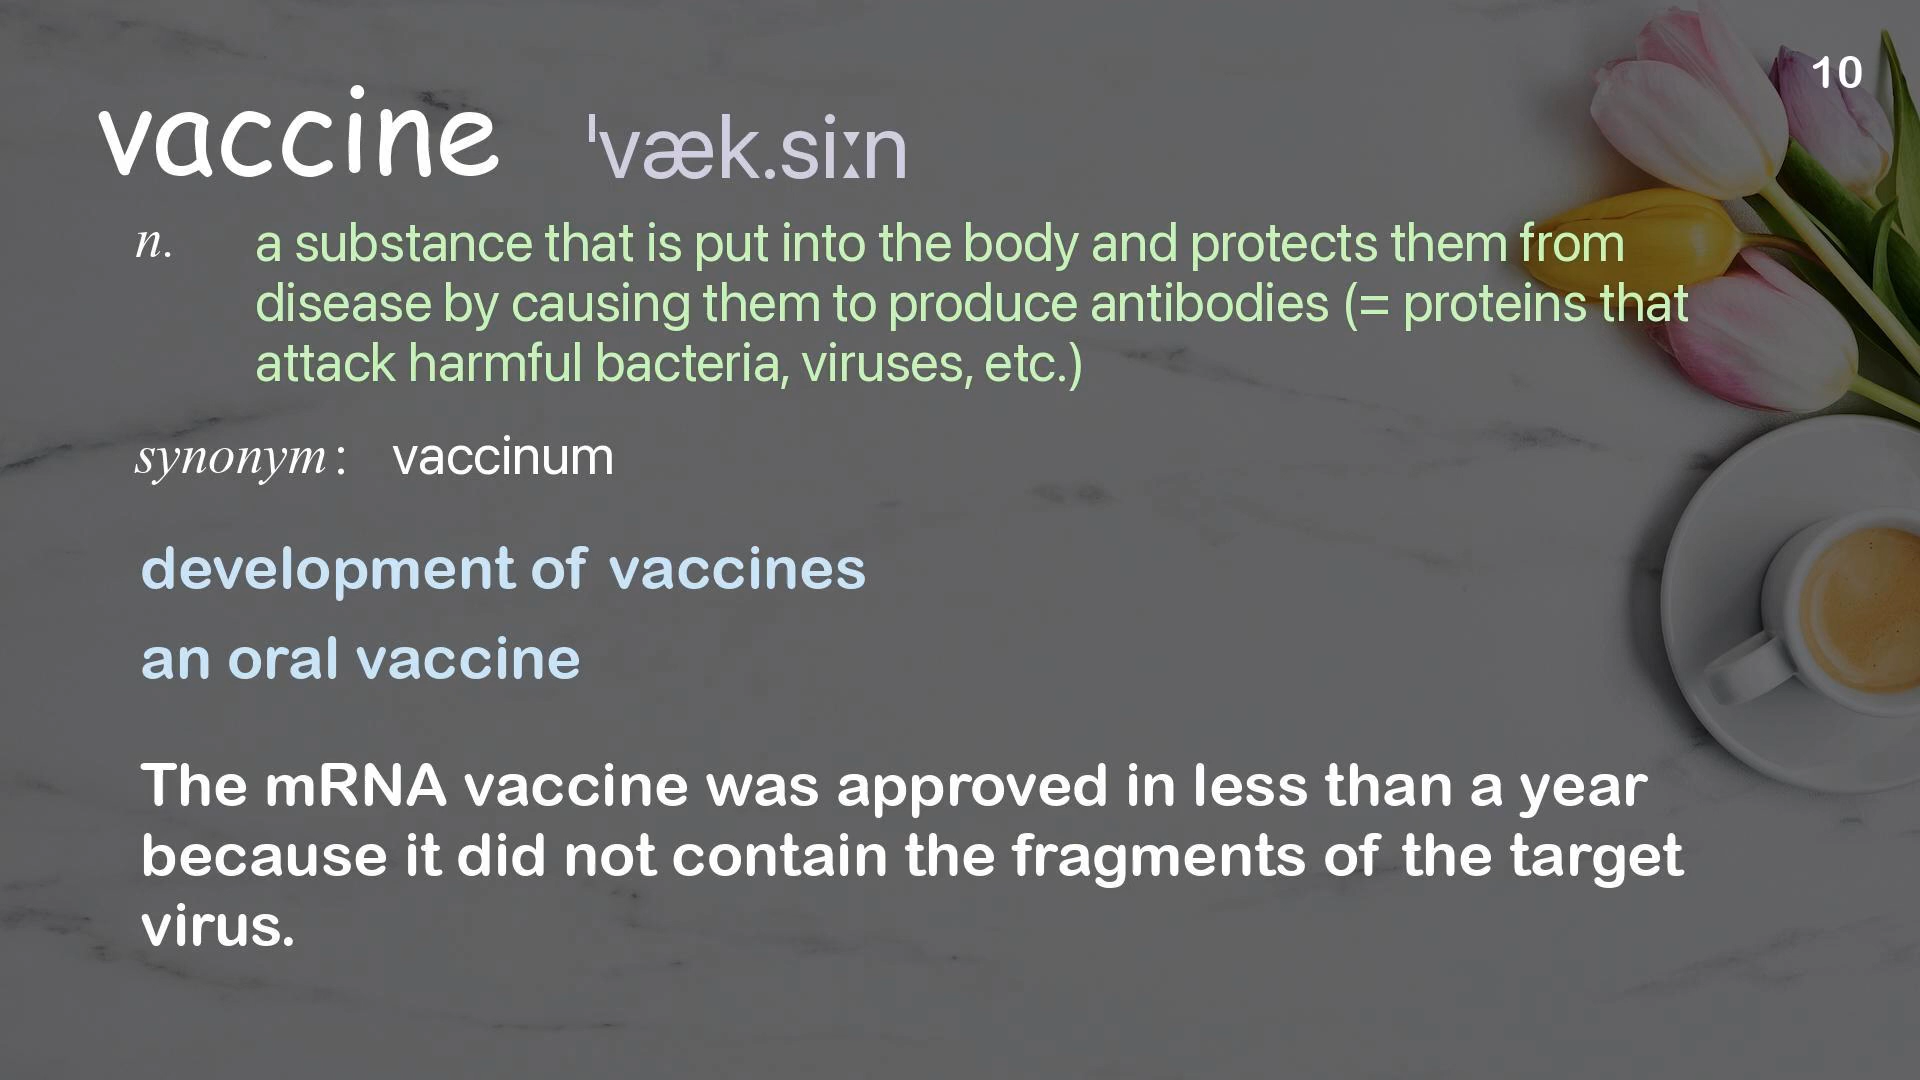 10
vaccine ˈvæk.siːn
n. a substance that is put into the body and protects them from
disease by causing them to produce antibodies (= proteins that
attack harmful bacteria, viruses, etc.)
synonym: vaccinum
development of vaccines
an oral vaccine
The mRNA vaccine was approved in less than a year
because it did not contain the fragments of the target
virus.